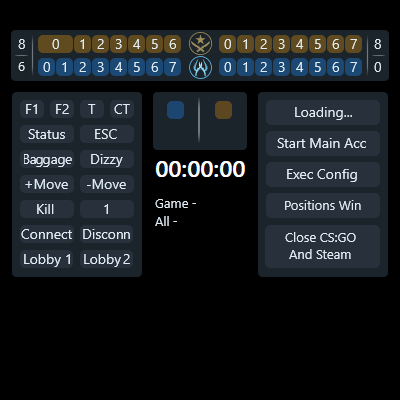 8 0 1 2 3 4 5 6 0 1 2 3 4 5 6 7 8
6 0 1 2 3 4 5 6 7 0 1 2 3 4 5 6 7 0
F1 F2 T CT
Status ESC
Baggage Dizzy
+Move -Move
Kill 1
Connect Disconn
Lobby 1 Lobby 2
00:00:00
Game -
All -
Loading...
Start Main Acc
Exec Config
Positions Win
Close CS:GO
And Steam